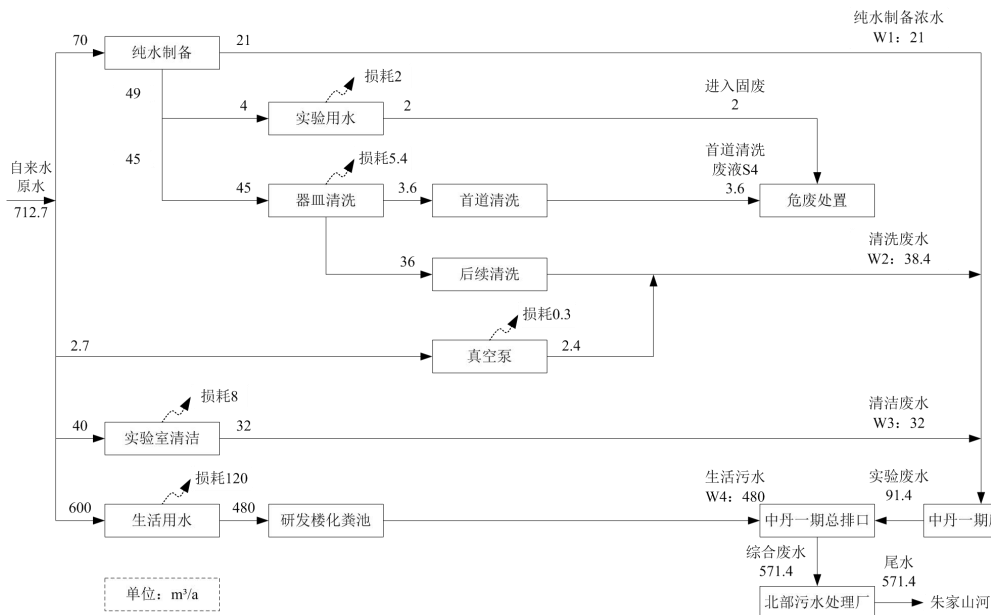 纯水制备浓水
W1：21
70
纯水制备
21
49
损耗2
4
实验用水
2
进入固废
2
45
损耗5.4
自来水
原水
712.7
45
器皿清洗
3.6
首道清洗
首道清洗
废液S4
3.6
危废处置
36
后续清洗
清洗废水
W2：38.4
损耗0.3
2.7
真空泵
2.4
损耗8
40
实验室清洁
32
清洁废水
W3：32
损耗120
600
生活用水
480
研发楼化粪池
生活污水
W4：480
中丹一期总排口
实验废水
91.4
中丹一期
综合废水
571.4
尾水
571.4
单位：m³/a
北部污水处理厂
朱家山河